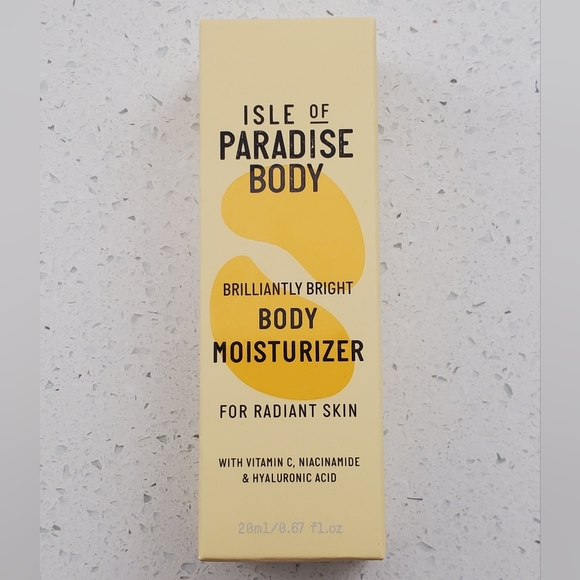 ISLE OF
PARADISE
BODY
BRILLIANTLY BRIGHT
BODY
MOISTURIZER
FOR RADIANT SKIN
WITH VITAMIN C, NIACINAMIDE
& HYALURONIC ACID
20ml/0.67 fl.oz